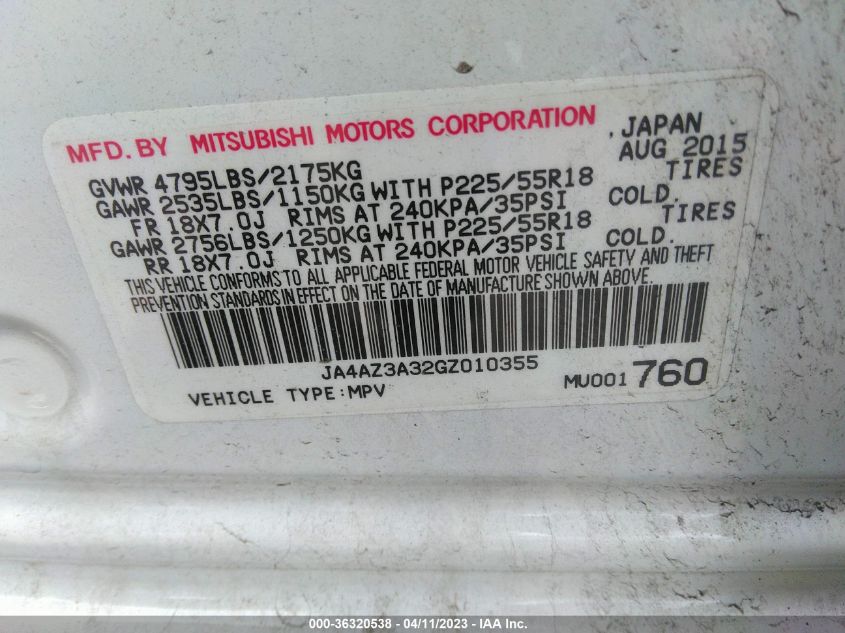 MFD. BY MITSUBISHI MOTORS CORPORATION , JAPAN
GVWR 4795LBS/2175KG AUG 2015
GAWR 2535LBS/1150KG WITH P225/55R18 TIRES
FR 18X7.0J RIMS AT 240KPA/35PSI COLD.
GAWR 2756LBS/1250KG WITH P225/55R18 TIRES
RR 18X7.0J RIMS AT 240KPA/35PSI COLD.
THIS VEHICLE CONFORMS TO ALL APPLICABLE FEDERAL MOTOR VEHICLE SAFETY AND THEFT
PREVENTION STANDARDS IN EFFECT ON THE DATE OF MANUFACTURE SHOWN ABOVE.
JA4AZ3A32GZ010355
VEHICLE TYPE:MPV MU001 760
000-36320538 - 04/11/2023 - IAA Inc.